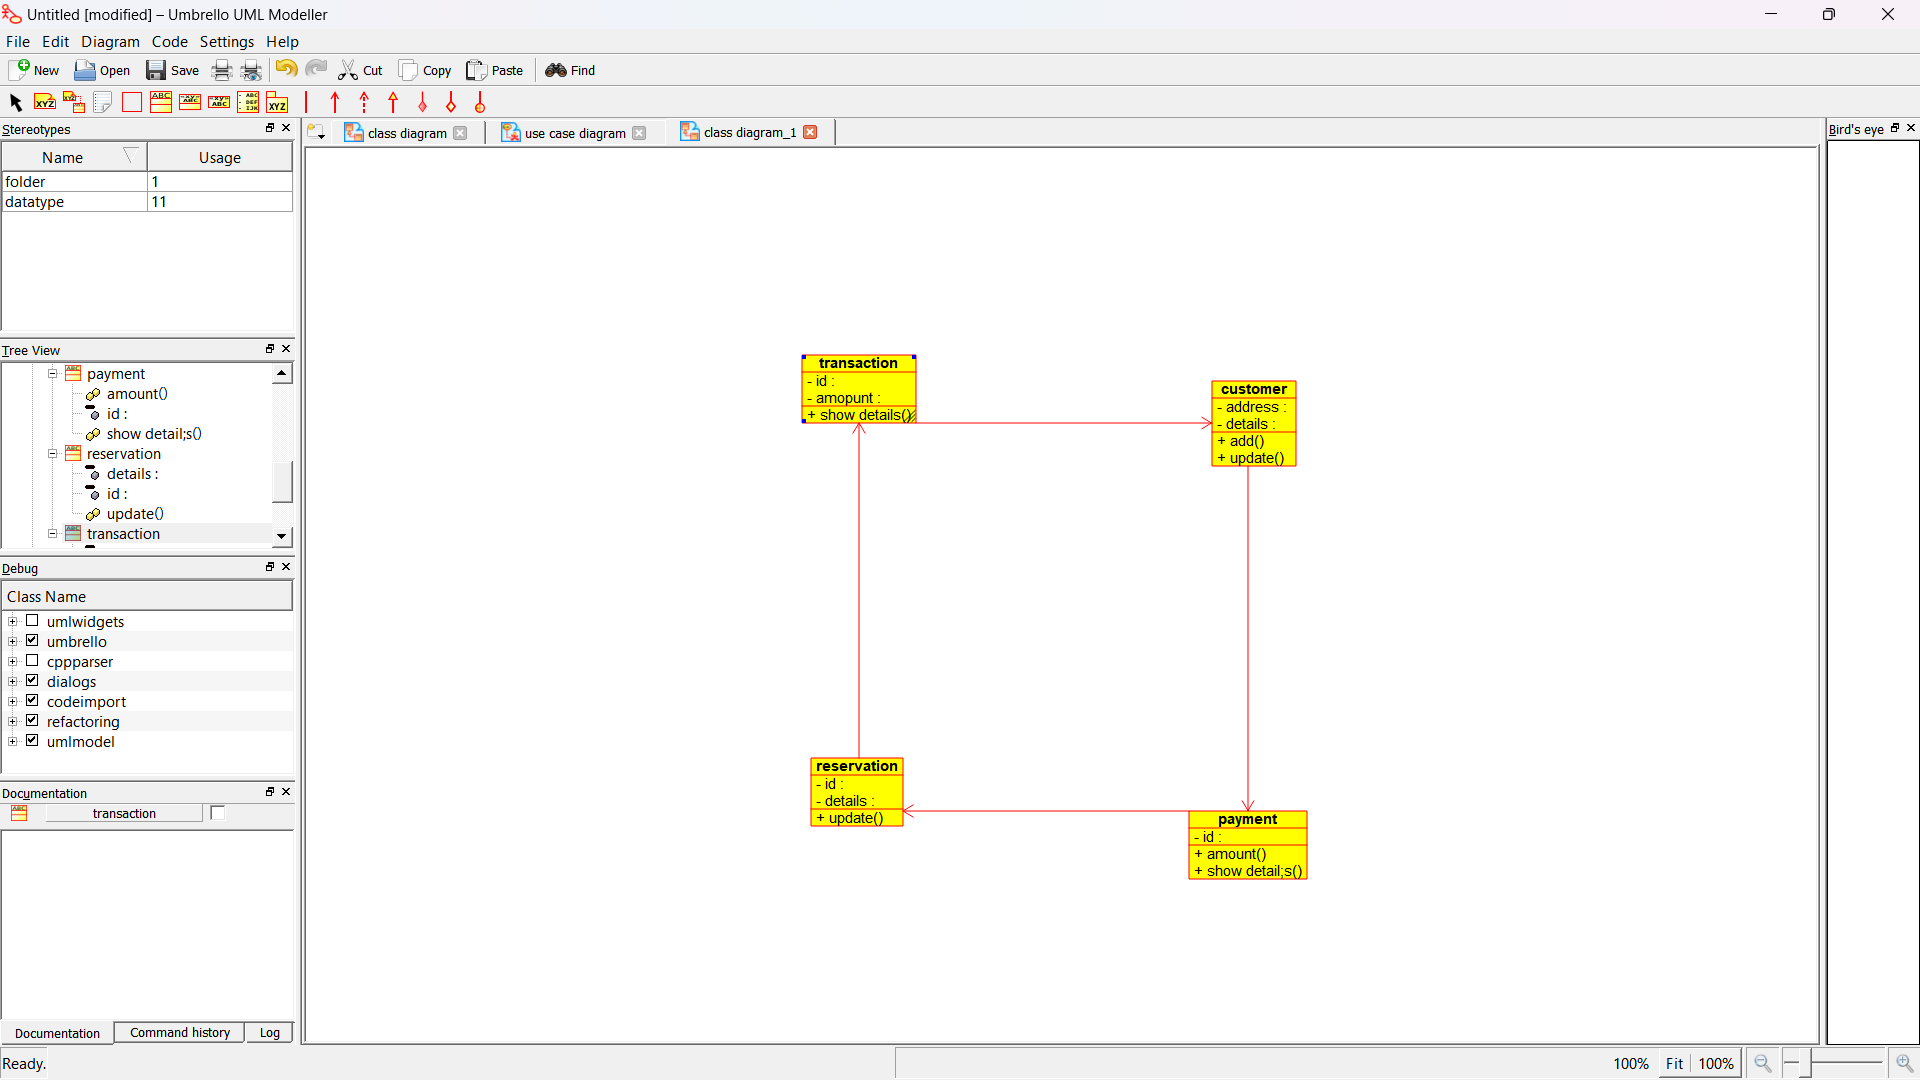 Untitled [modified] – Umbrello UML Modeller
File Edit Diagram Code Settings Help
New Open Save Cut Copy Paste Find
Stereotypes
Name Usage
folder 1
datatype 11
Tree View
payment
amount()
id :
show detail;s()
reservation
details :
id :
update()
transaction
Debug
Class Name
umlwidgets
umbrello
cppparser
dialogs
codeimport
refactoring
umlmodel
Documentation
transaction
Documentation Command history Log
Ready.
class diagram use case diagram class diagram_1
transaction
- id :
- amopunt :
+ show details()
customer
- address :
- details :
+ add()
+ update()
reservation
- id :
- details :
+ update()
payment
- id :
+ amount()
+ show detail;s()
Bird's eye
100% Fit 100%